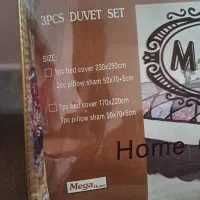 3PCS DUVET SET
SIZE:
1pc bed cover 230x250cm
2pc pillow sham 50x70+5cm
1pc bed cover 170x220cm
1pc pillow sham 50x70+5cm
M
Home
Mega